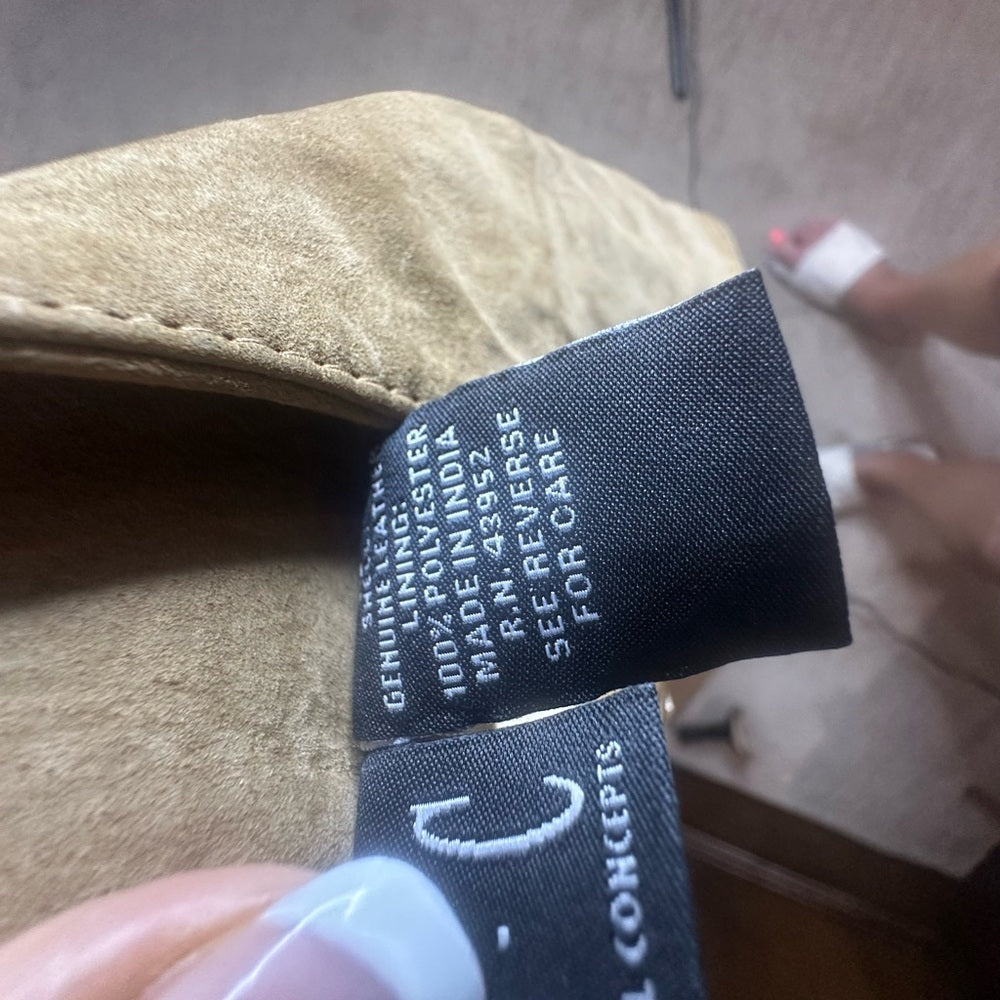 GENUINE LEATHER
LINING:
100% POLYESTER
MADE IN INDIA
R.N. 43952
SEE REVERSE
FOR CARE
C
CONCEPTS